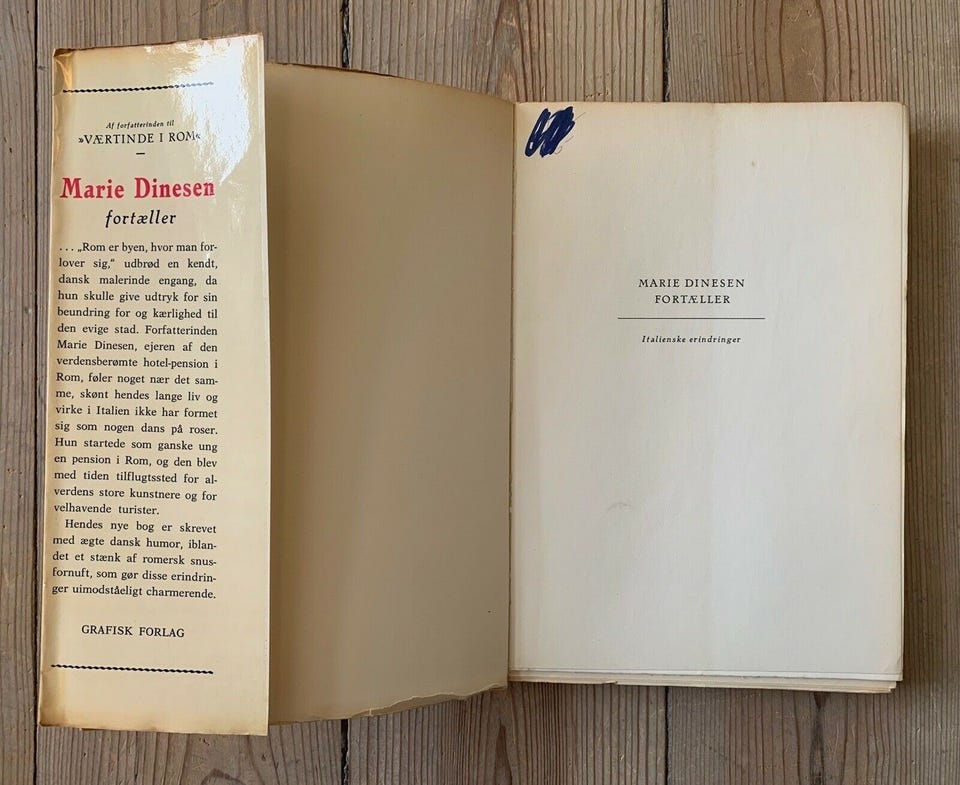 Af forfatterinden til
»VÆRTINDE I ROM«
Marie Dinesen
fortæller
... „Rom er byen, hvor man for-
lover sig,“ udbrød en kendt,
dansk malerinde engang, da
hun skulle give udtryk for sin
beundring for og kærlighed til
den evige stad. Forfatterinden
Marie Dinesen, ejeren af den
verdensberømte hotel-pension i
Rom, føler noget nær det sam-
me, skønt hendes lange liv og
virke i Italien ikke har formet
sig som nogen dans på roser.
Hun startede som ganske ung
en pension i Rom, og den blev
med tiden tilflugtssted for al-
verdens store kunstnere og for
velhavende turister.
Hendes nye bog er skrevet
med ægte dansk humor, iblan-
det et stænk af romersk snus-
fornuft, som gør disse erindrin-
ger uimodståeligt charmerende.
GRAFISK FORLAG
MARIE DINESEN
FORTÆLLER
Italienske erindringer